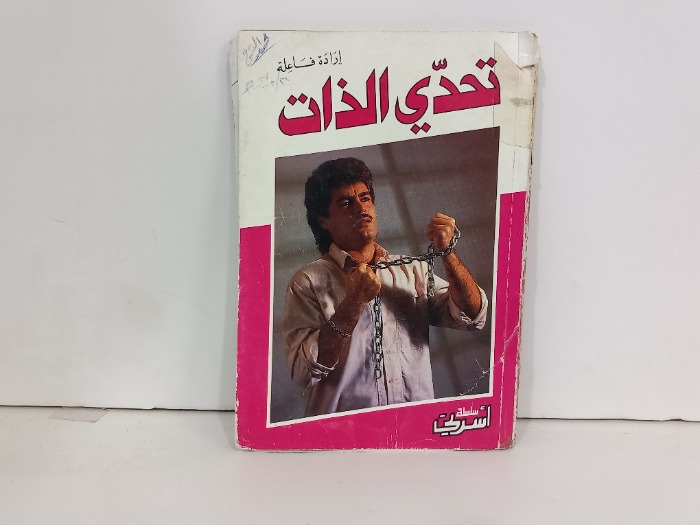 إرادة فاعلة
تحدّي الذات
سلسلة
أسرتي